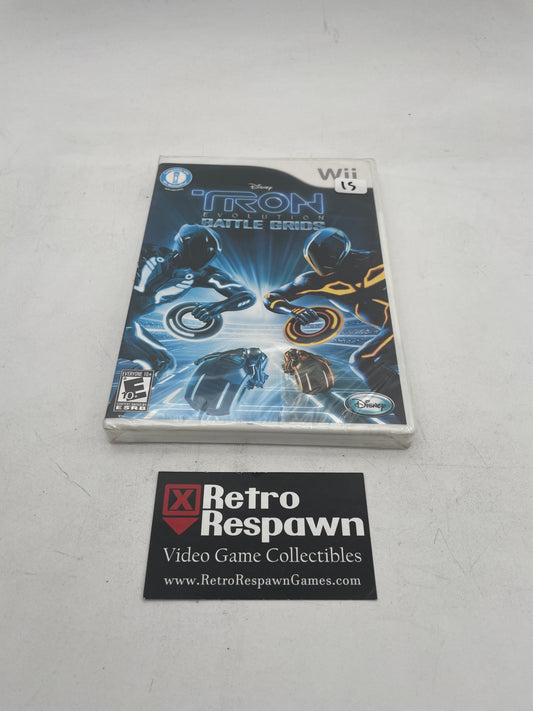 Wii
15
Disney
TRON
EVOLUTION
BATTLE GRIDS
EVERYONE 10+
E
10+
ESRB
Disney
Retro
Respawn
Video Game Collectibles
www.RetroRespawnGames.com